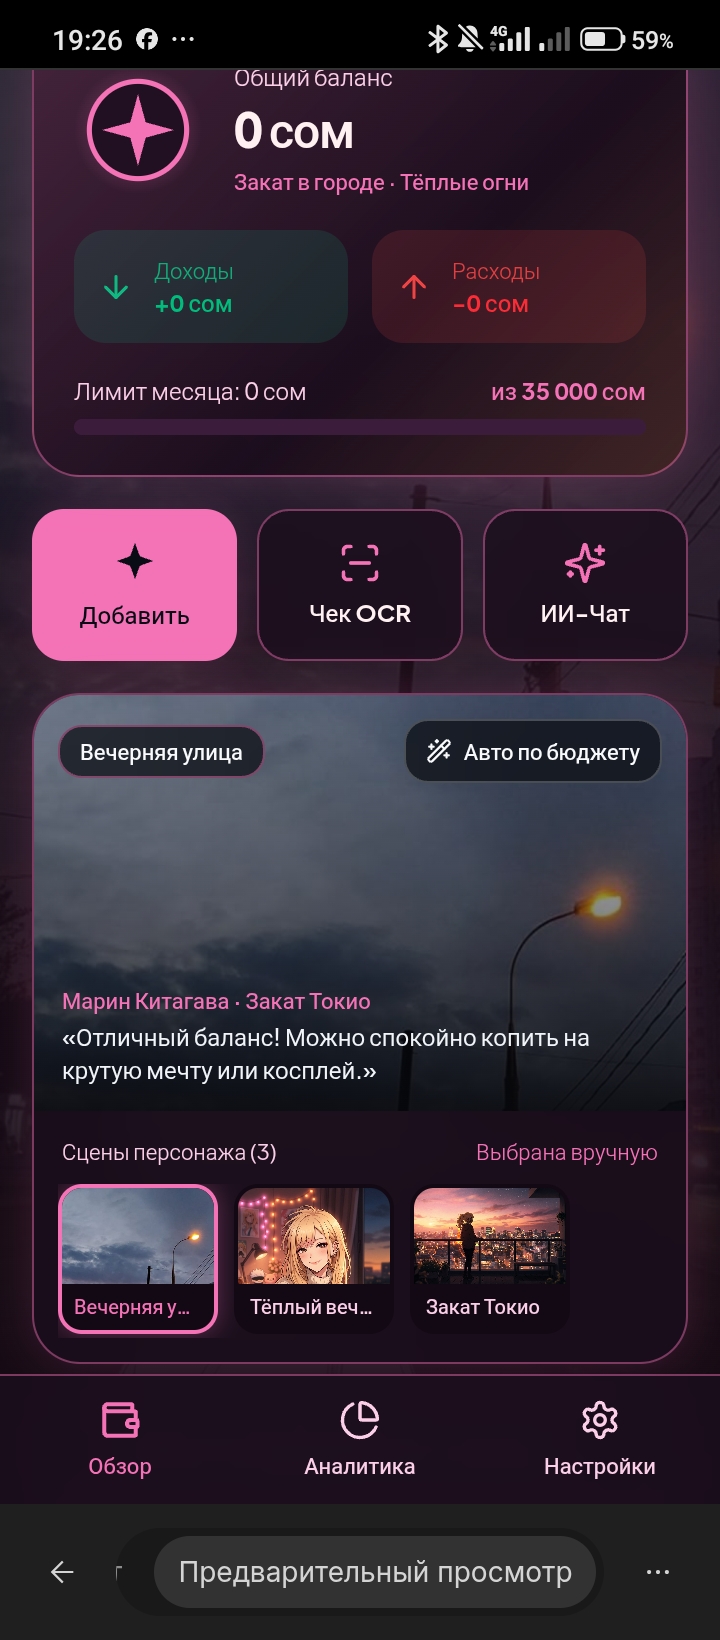 19:26
4G
59%
Общий баланс
0 сом
Закат в городе · Тёплые огни
Доходы
+0 сом
Расходы
-0 сом
Лимит месяца: 0 сом
из 35 000 сом
Добавить
Чек OCR
ИИ-Чат
Вечерняя улица
Авто по бюджету
Марин Китагава · Закат Токио
«Отличный баланс! Можно спокойно копить на
крутую мечту или косплей.»
Сцены персонажа (3)
Выбрана вручную
Вечерняя у...
Тёплый веч...
Закат Токио
Обзор
Аналитика
Настройки
Предварительный просмотр